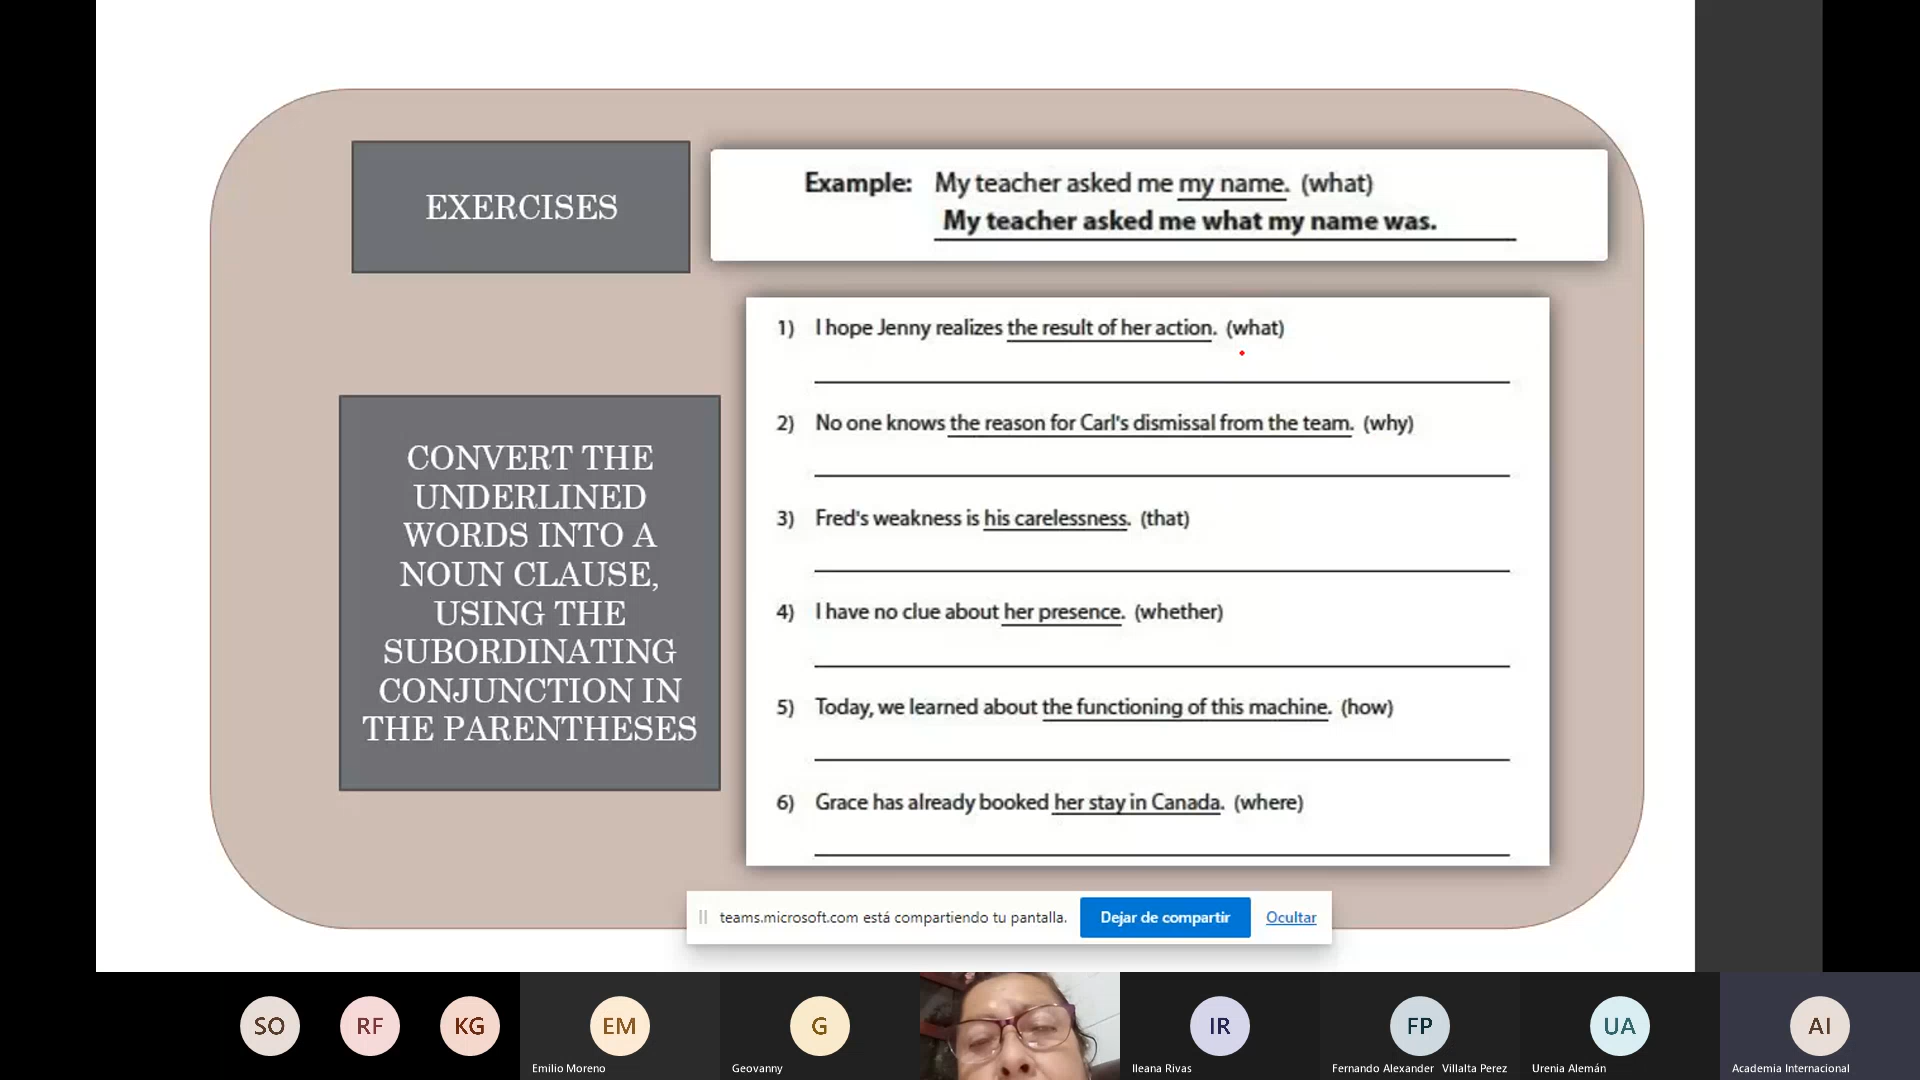 EXERCISES
Example: My teacher asked me my name. (what)
My teacher asked me what my name was.
CONVERT THE
UNDERLINED
WORDS INTO A
NOUN CLAUSE,
USING THE
SUBORDINATING
CONJUNCTION IN
THE PARENTHESES
1) I hope Jenny realizes the result of her action. (what)
2) No one knows the reason for Carl's dismissal from the team. (why)
3) Fred's weakness is his carelessness. (that)
4) I have no clue about her presence. (whether)
5) Today, we learned about the functioning of this machine. (how)
6) Grace has already booked her stay in Canada. (where)
teams.microsoft.com está compartiendo tu pantalla. Dejar de compartir Ocultar
SO RF KG EM G IR FP UA AI
Emilio Moreno Geovanny Ileana Rivas Fernando Alexander Villalta Perez Urenia Alemán Academia Internacional